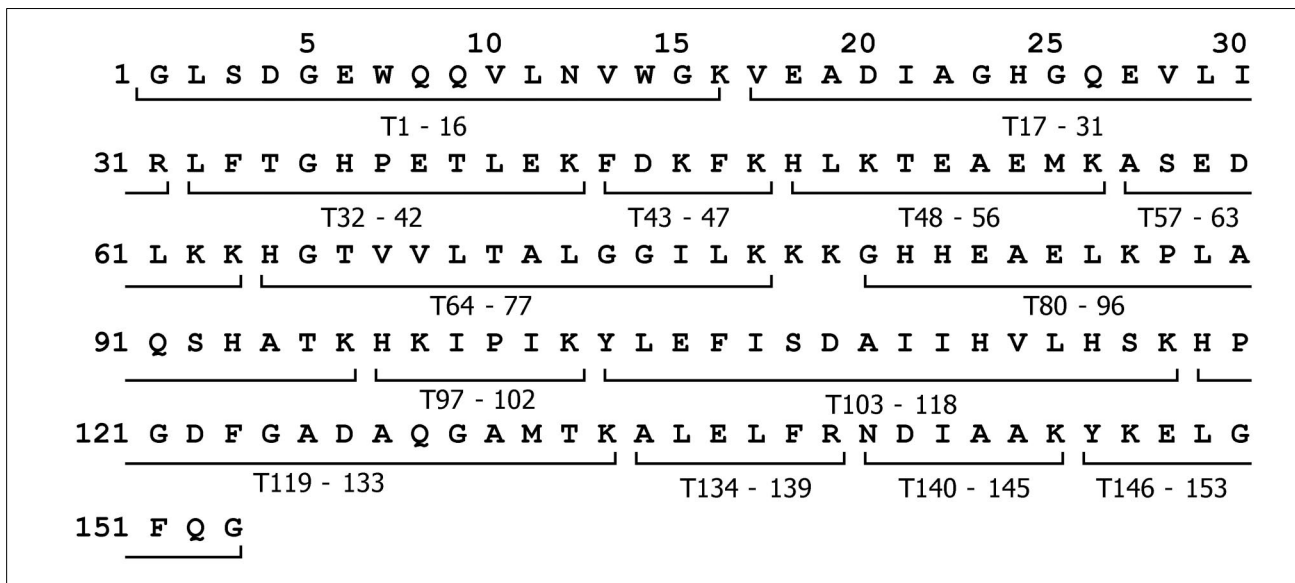 5 10 15 20 25 30
1 G L S D G E W Q Q V L N V W G K V E A D I A G H G Q E V L I
T1 - 16 T17 - 31
31 R L F T G H P E T L E K F D K F K H L K T E A E M K A S E D
T32 - 42 T43 - 47 T48 - 56 T57 - 63
61 L K K H G T V V L T A L G G I L K K K G H H E A E L K P L A
T64 - 77 T80 - 96
91 Q S H A T K H K I P I K Y L E F I S D A I I H V L H S K H P
T97 - 102 T103 - 118
121 G D F G A D A Q G A M T K A L E L F R N D I A A K Y K E L G
T119 - 133 T134 - 139 T140 - 145 T146 - 153
151 F Q G